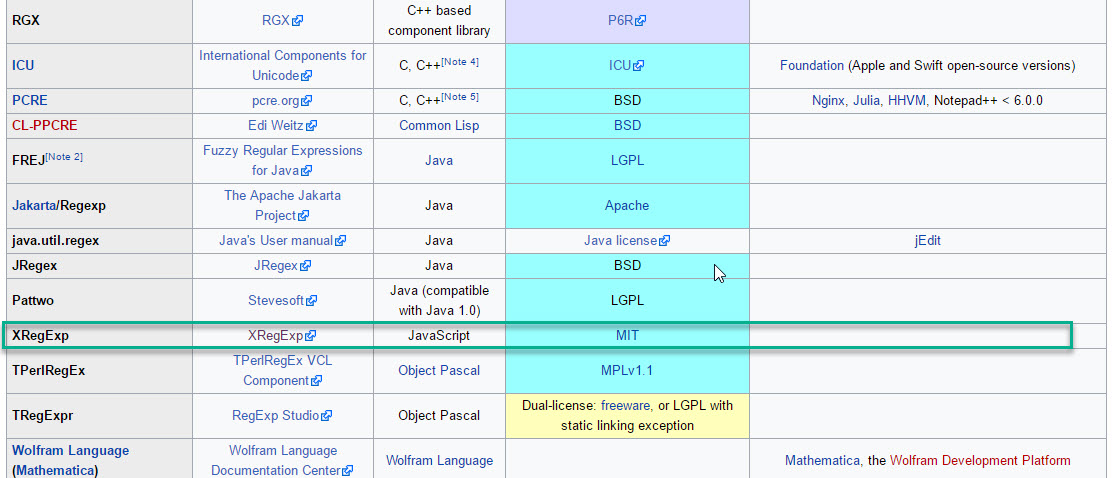 RGX RGX C++ based component library P6R
ICU International Components for Unicode C, C++[Note 4] ICU Foundation (Apple and Swift open-source versions)
PCRE pcre.org C, C++[Note 5] BSD Nginx, Julia, HHVM, Notepad++ < 6.0.0
CL-PPCRE Edi Weitz Common Lisp BSD
FREJ[Note 2] Fuzzy Regular Expressions for Java Java LGPL
Jakarta/Regexp The Apache Jakarta Project Java Apache
java.util.regex Java's User manual Java Java license jEdit
JRegex JRegex Java BSD
Pattwo Stevesoft Java (compatible with Java 1.0) LGPL
XRegExp XRegExp JavaScript MIT
TPerlRegEx TPerlRegEx VCL Component Object Pascal MPLv1.1
TRegExpr RegExp Studio Object Pascal Dual-license: freeware, or LGPL with static linking exception
Wolfram Language (Mathematica) Wolfram Language Documentation Center Wolfram Language Mathematica, the Wolfram Development Platform